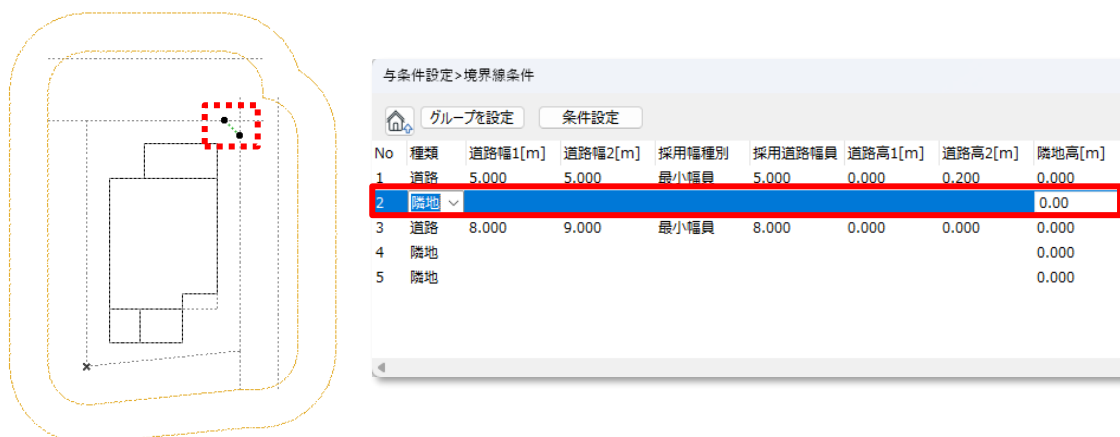 与条件設定>境界線条件
グループを設定 条件設定
No 種類 道路幅1[m] 道路幅2[m] 採用幅種別 採用道路幅員 道路高1[m] 道路高2[m] 隣地高[m]
1 道路 5.000 5.000 最小幅員 5.000 0.000 0.200 0.000
2 隣地 0.00
3 道路 8.000 9.000 最小幅員 8.000 0.000 0.000 0.000
4 隣地 0.000
5 隣地 0.000